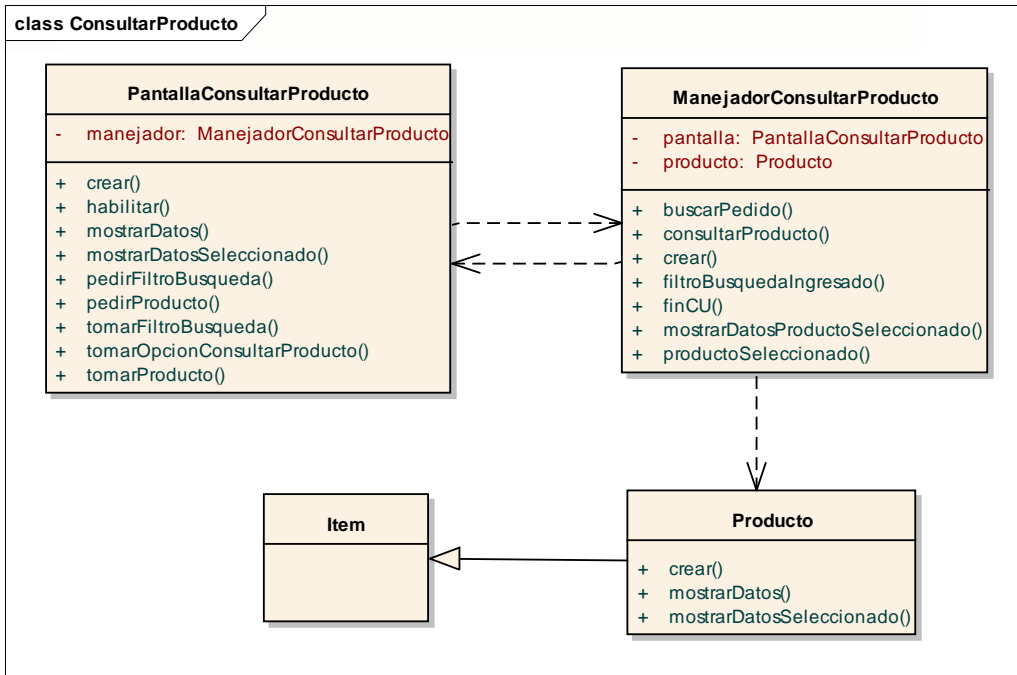 class ConsultarProducto
PantallaConsultarProducto
- manejador: ManejadorConsultarProducto
+ crear()
+ habilitar()
+ mostrarDatos()
+ mostrarDatosSeleccionado()
+ pedirFiltroBusqueda()
+ pedirProducto()
+ tomarFiltroBusqueda()
+ tomarOpcionConsultarProducto()
+ tomarProducto()
ManejadorConsultarProducto
- pantalla: PantallaConsultarProducto
- producto: Producto
+ buscarPedido()
+ consultarProducto()
+ crear()
+ filtroBusquedaIngresado()
+ finCU()
+ mostrarDatosProductoSeleccionado()
+ productoSeleccionado()
Item
Producto
+ crear()
+ mostrarDatos()
+ mostrarDatosSeleccionado()